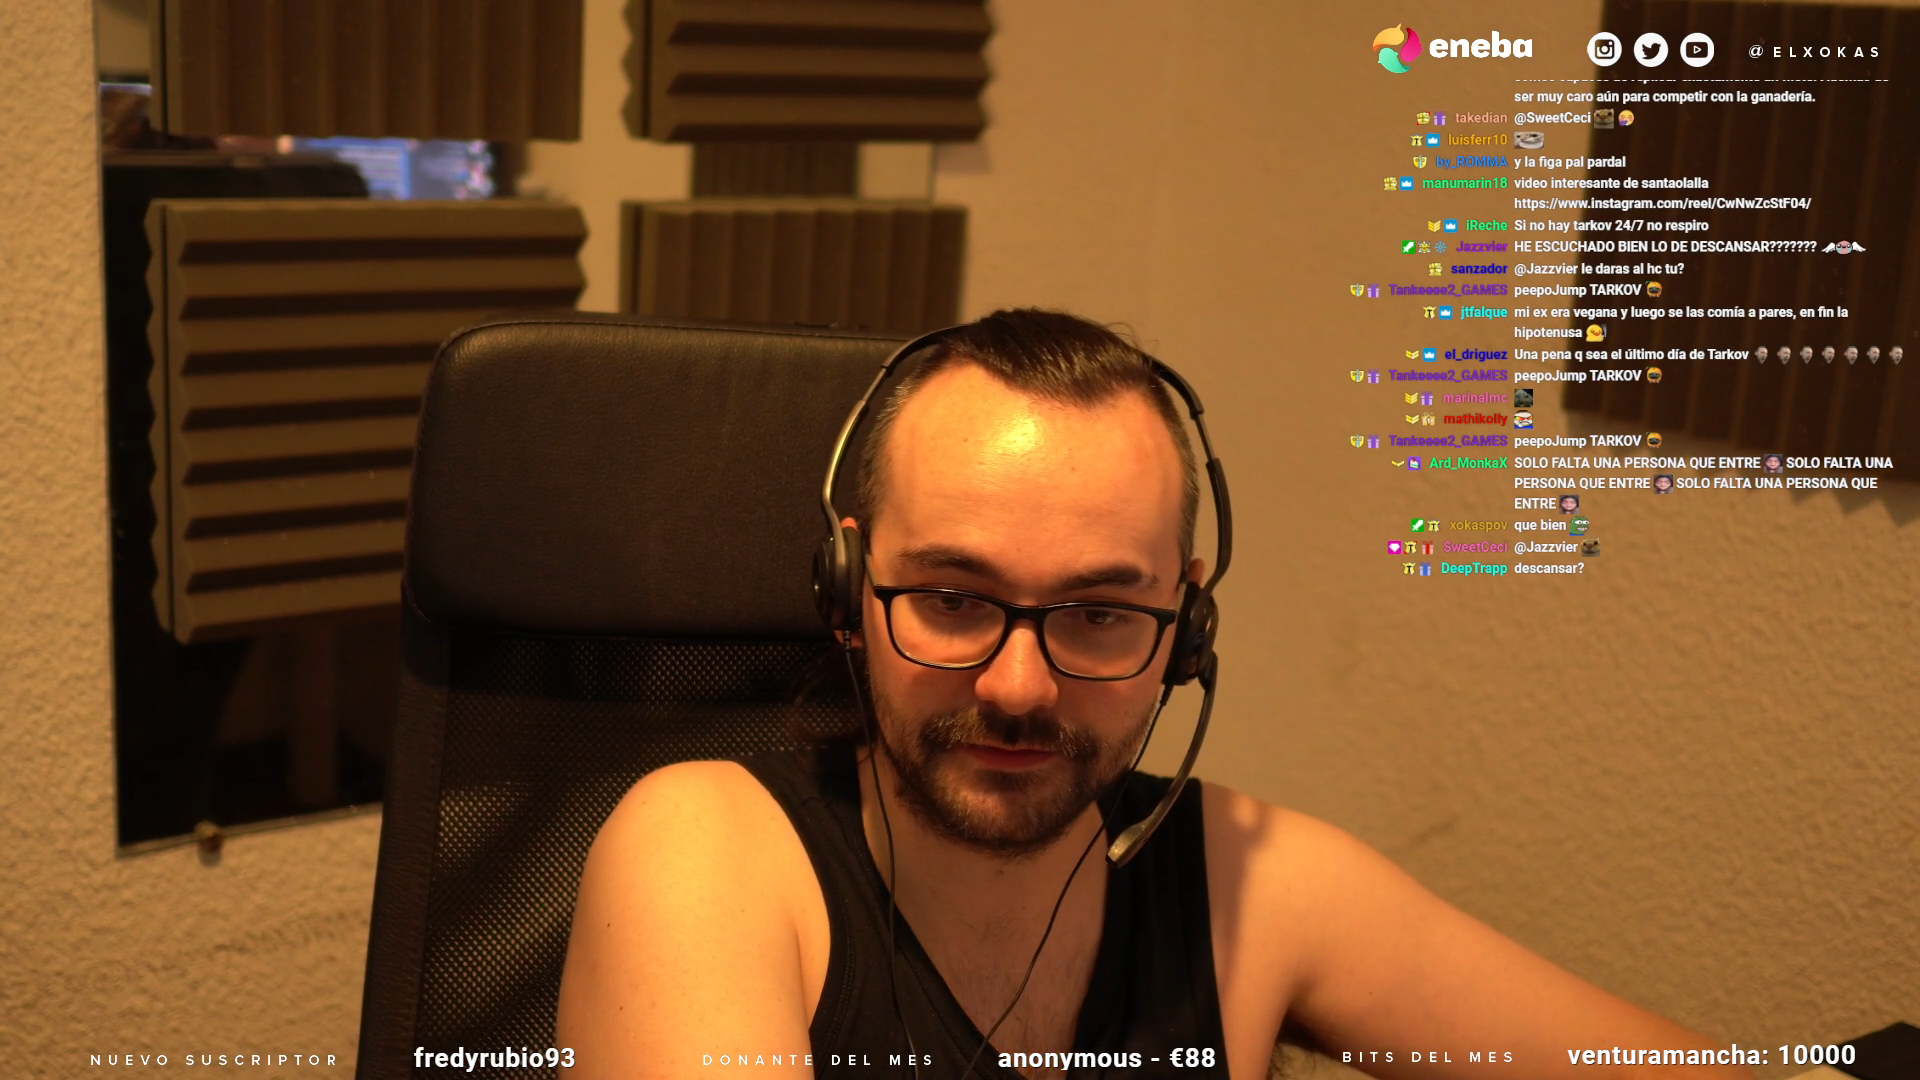 eneba
@ELXOKAS
ser muy caro aún para competir con la ganadería.
takedian @SweetCeci
luisferr10
by_ROMMA y la figa pal pardal
manumarin18 video interesante de santaolalla
https://www.instagram.com/reel/CwNwZcStF04/
iReche Si no hay tarkov 24/7 no respiro
Jazzvier HE ESCUCHADO BIEN LO DE DESCANSAR???????
sanzador @Jazzvier le daras al hc tu?
Tankeeee2_GAMES peepoJump TARKOV
jtfalque mi ex era vegana y luego se las comía a pares, en fin la
hipotenusa
el_driguez Una pena q sea el último día de Tarkov
Tankeeee2_GAMES peepoJump TARKOV
marinalmc
mathikolly
Tankeeee2_GAMES peepoJump TARKOV
Ard_MonkaX SOLO FALTA UNA PERSONA QUE ENTRE SOLO FALTA UNA
PERSONA QUE ENTRE SOLO FALTA UNA PERSONA QUE
ENTRE
xokaspov que bien
SweetCeci @Jazzvier
DeepTrapp descansar?
NUEVO SUSCRIPTOR fredyrubio93 DONANTE DEL MES anonymous - €88 BITS DEL MES venturamancha: 10000